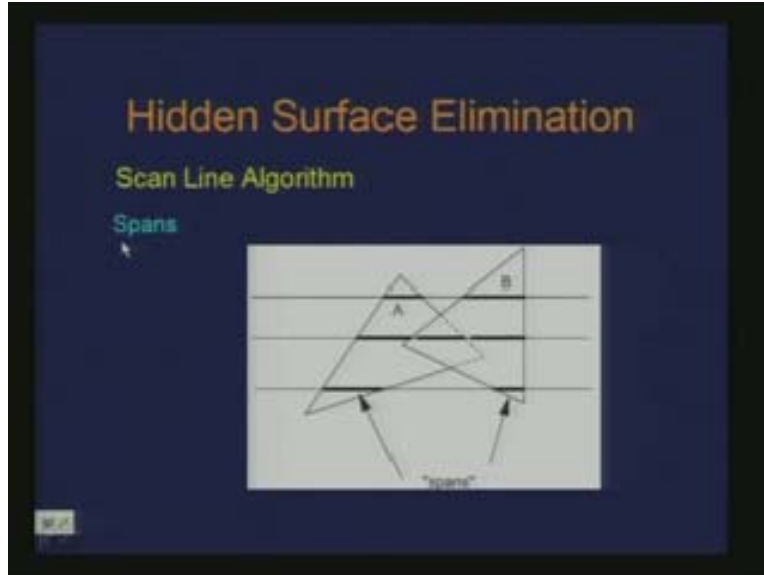 Hidden Surface Elimination
Scan Line Algorithm
Spans
B
A
"spans"